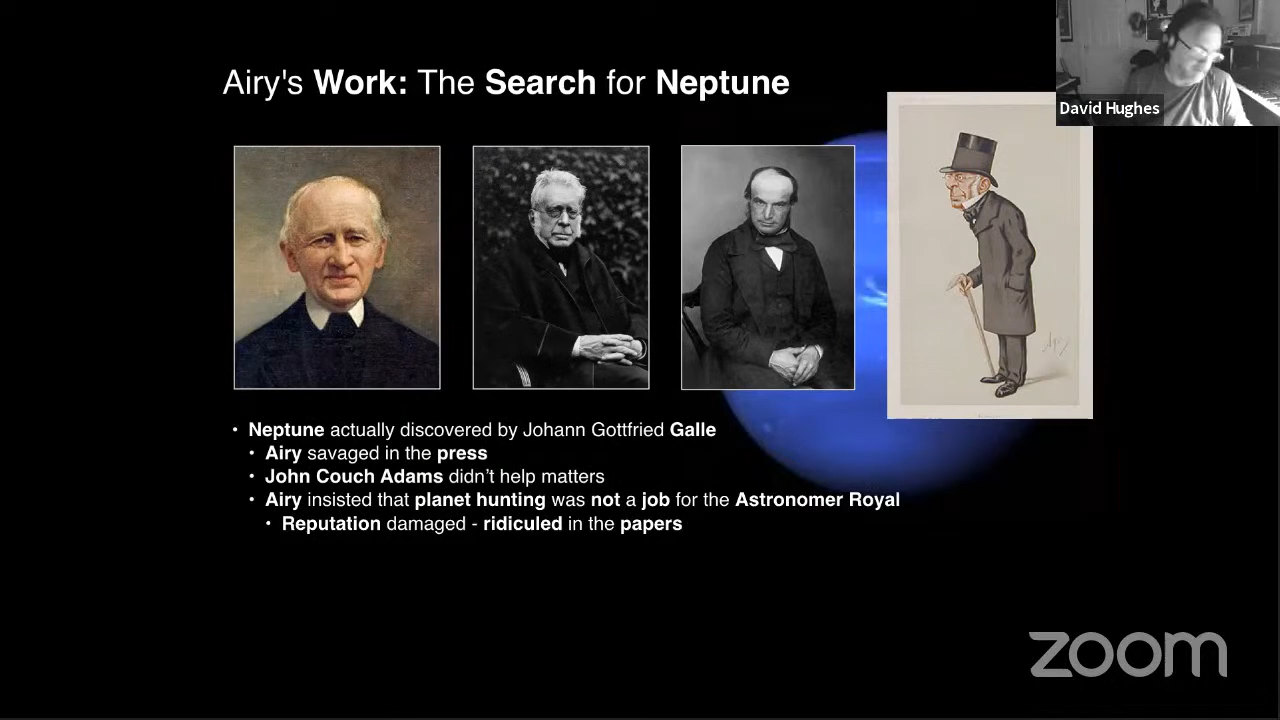 Airy's Work: The Search for Neptune
David Hughes
• Neptune actually discovered by Johann Gottfried Galle
• Airy savaged in the press
• John Couch Adams didn’t help matters
• Airy insisted that planet hunting was not a job for the Astronomer Royal
• Reputation damaged - ridiculed in the papers
zoom